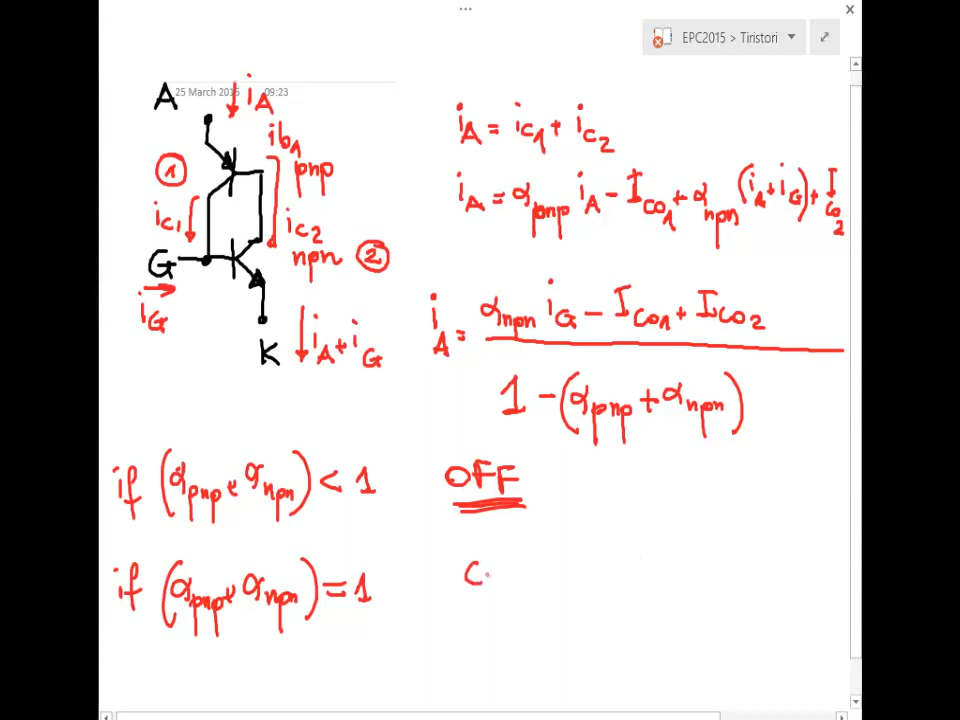 EPC2015 > Tiristori
25 March 2015 09:23
A
iA
ib1
1
pnp
ic1
ic2
npn 2
G
iG
iA+iG
K
iA = ic1 + ic2
iA = αpnp iA - Ico1 + αnpn (iA+iG) + Ico2
iA = αnpn iG - Ico1 + Ico2
1 - (αpnp + αnpn)
if (αpnp+αnpn) < 1 OFF
if (αpnp+αnpn) = 1